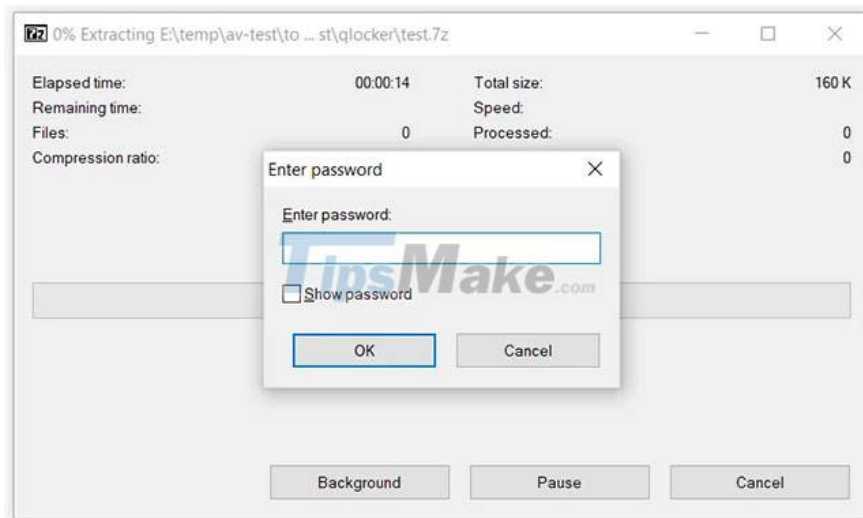 7z 0% Extracting E:\temp\av-test\to ... st\qlocker\test.7z
Elapsed time: 00:00:14 Total size: 160 K
Remaining time: Speed:
Files: 0 Processed: 0
Compression ratio: 0
Enter password
Enter password:
TipsMake.com
Show password
OK Cancel
Background Pause Cancel